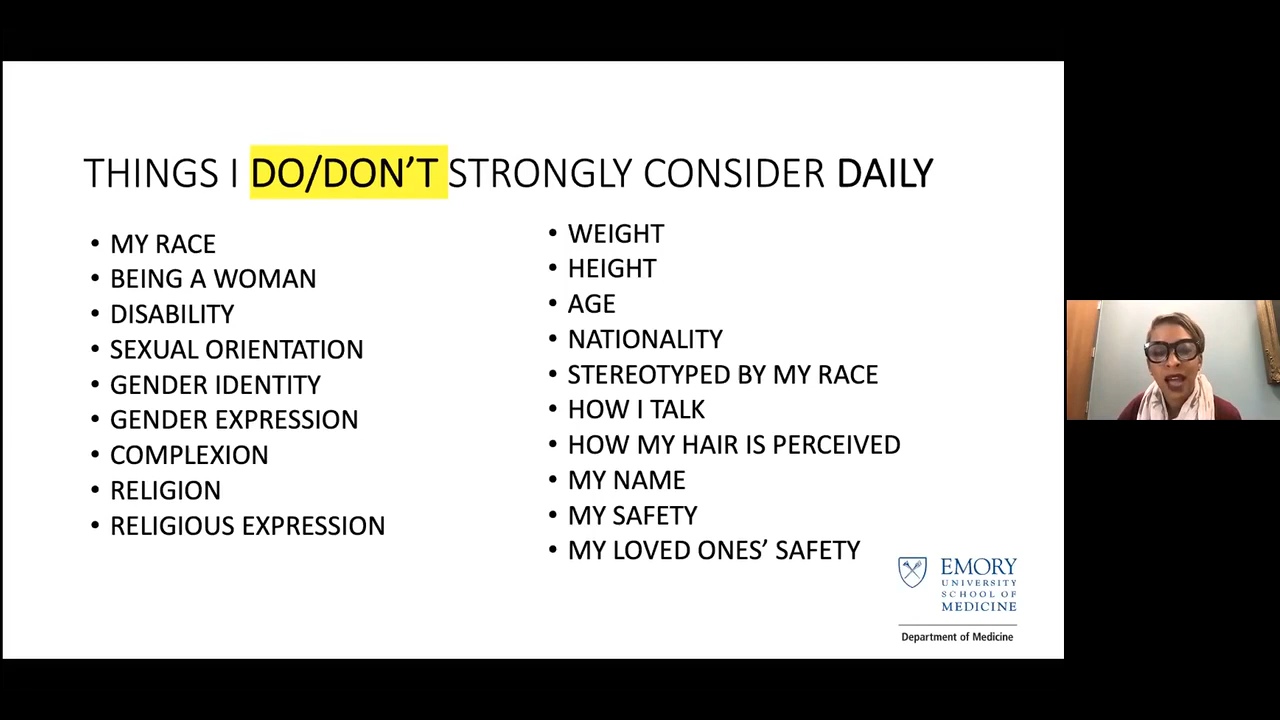 THINGS I DO/DON’T STRONGLY CONSIDER DAILY
• MY RACE
• BEING A WOMAN
• DISABILITY
• SEXUAL ORIENTATION
• GENDER IDENTITY
• GENDER EXPRESSION
• COMPLEXION
• RELIGION
• RELIGIOUS EXPRESSION
• WEIGHT
• HEIGHT
• AGE
• NATIONALITY
• STEREOTYPED BY MY RACE
• HOW I TALK
• HOW MY HAIR IS PERCEIVED
• MY NAME
• MY SAFETY
• MY LOVED ONES’ SAFETY
EMORY
UNIVERSITY
SCHOOL OF
MEDICINE
Department of Medicine